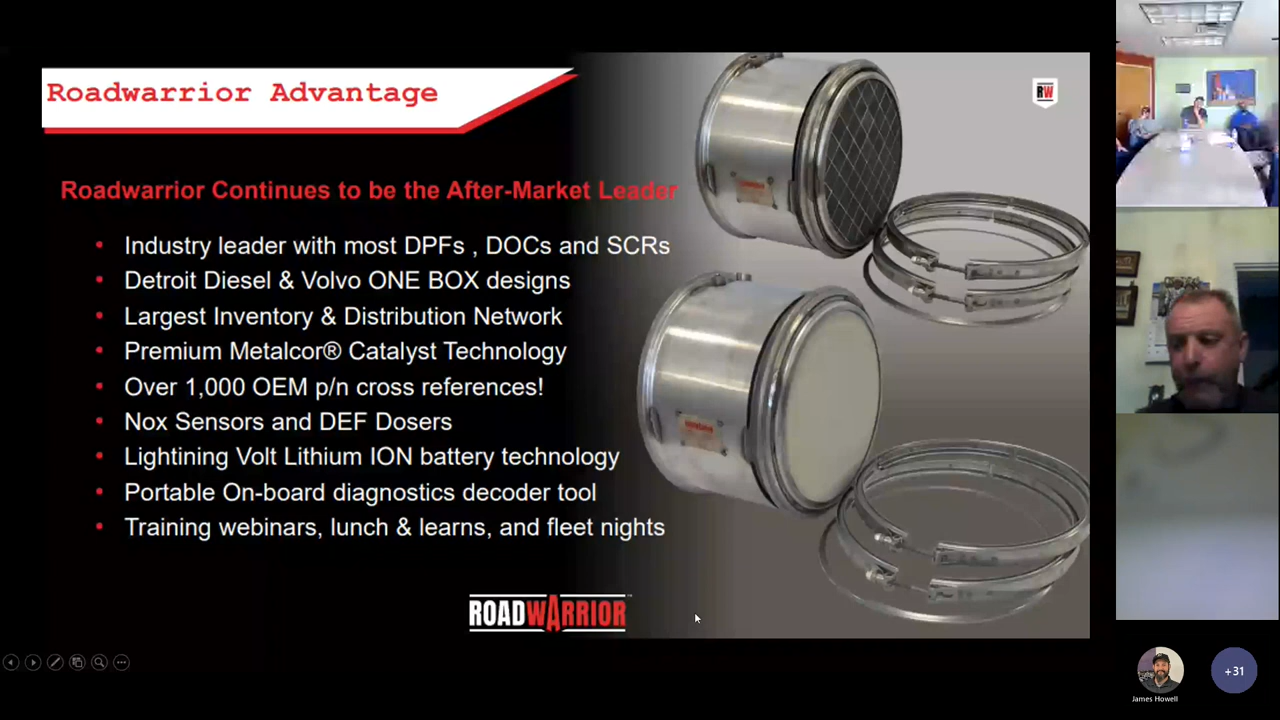 Roadwarrior Advantage
RW
Roadwarrior Continues to be the After-Market Leader
• Industry leader with most DPFs , DOCs and SCRs
• Detroit Diesel & Volvo ONE BOX designs
• Largest Inventory & Distribution Network
• Premium Metalcor® Catalyst Technology
• Over 1,000 OEM p/n cross references!
• Nox Sensors and DEF Dosers
• Lightining Volt Lithium ION battery technology
• Portable On-board diagnostics decoder tool
• Training webinars, lunch & learns, and fleet nights
ROADWARRIOR™
James Howell
+31